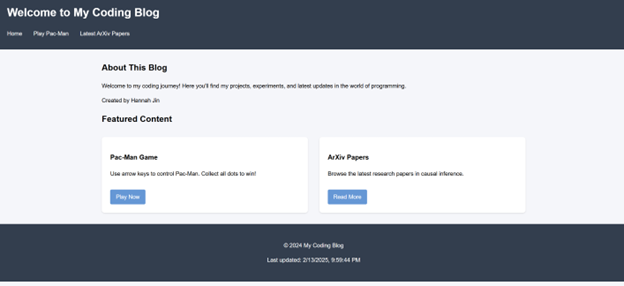 Welcome to My Coding Blog
Home Play Pac-Man Latest ArXiv Papers
About This Blog
Welcome to my coding journey! Here you'll find my projects, experiments, and latest updates in the world of programming.
Created by Hannah Jin
Featured Content
Pac-Man Game
Use arrow keys to control Pac-Man. Collect all dots to win!
Play Now
ArXiv Papers
Browse the latest research papers in causal inference.
Read More
© 2024 My Coding Blog
Last updated: 2/13/2025, 9:59:44 PM